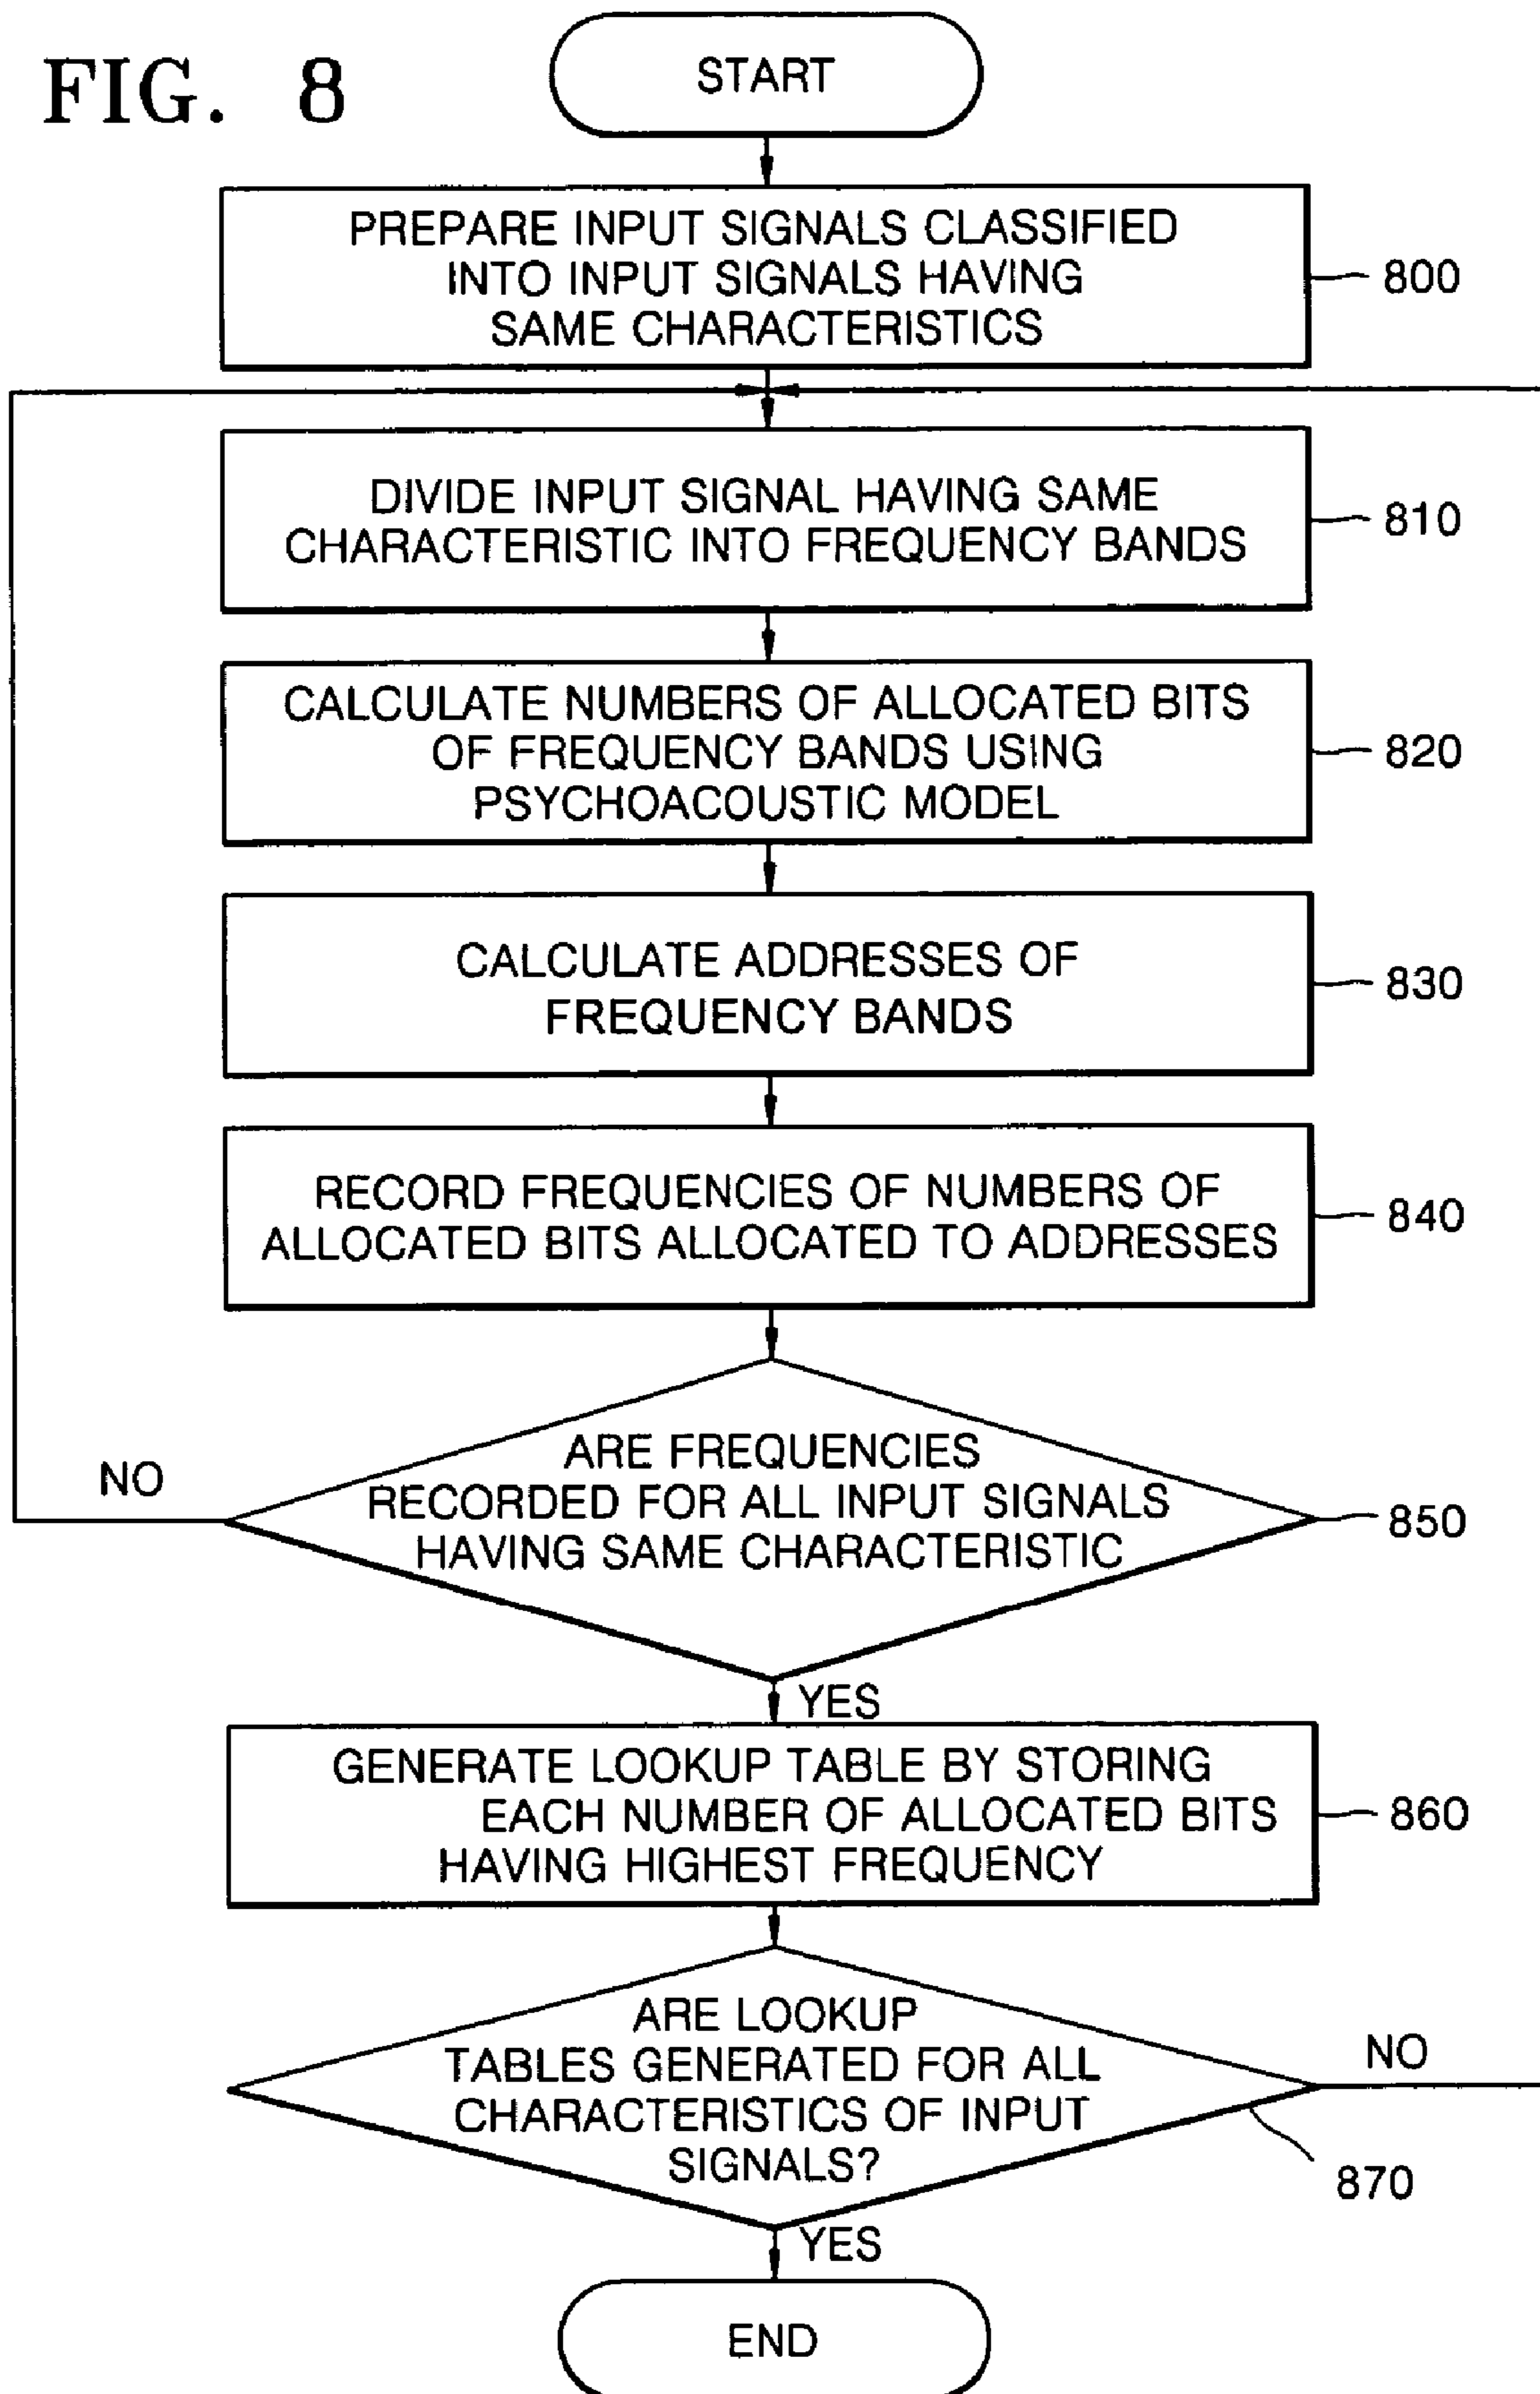 FIG. 8
START
PREPARE INPUT SIGNALS CLASSIFIED
INTO INPUT SIGNALS HAVING
SAME CHARACTERISTICS
800
DIVIDE INPUT SIGNAL HAVING SAME
CHARACTERISTIC INTO FREQUENCY BANDS
810
CALCULATE NUMBERS OF ALLOCATED BITS
OF FREQUENCY BANDS USING
PSYCHOACOUSTIC MODEL
820
CALCULATE ADDRESSES OF
FREQUENCY BANDS
830
RECORD FREQUENCIES OF NUMBERS OF
ALLOCATED BITS ALLOCATED TO ADDRESSES
840
ARE FREQUENCIES
RECORDED FOR ALL INPUT SIGNALS
HAVING SAME CHARACTERISTIC
850
NO
YES
GENERATE LOOKUP TABLE BY STORING
EACH NUMBER OF ALLOCATED BITS
HAVING HIGHEST FREQUENCY
860
ARE LOOKUP
TABLES GENERATED FOR ALL
CHARACTERISTICS OF INPUT
SIGNALS?
NO
870
YES
END